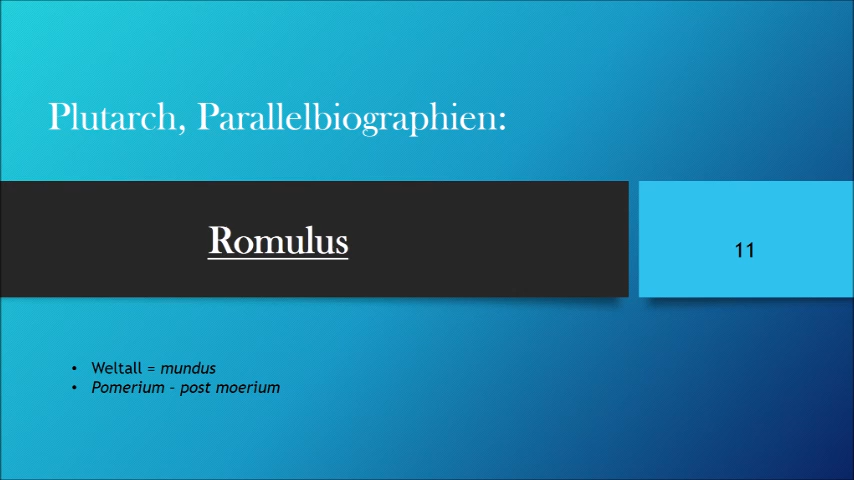 Plutarch, Parallelbiographien:
Romulus
11
• Weltall = mundus
• Pomerium – post moerium